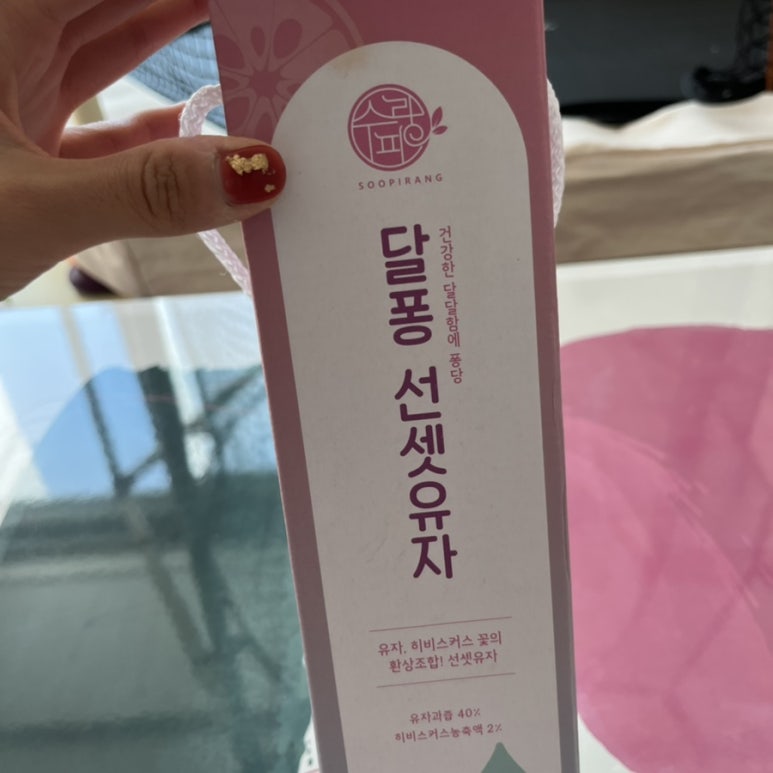 수피랑
SOOPIRANG
건강한 달달함에 퐁당
달퐁 선셋유자
유자, 히비스커스 꽃의
환상조합! 선셋유자
유자과즙 40%
히비스커스농축액 2%